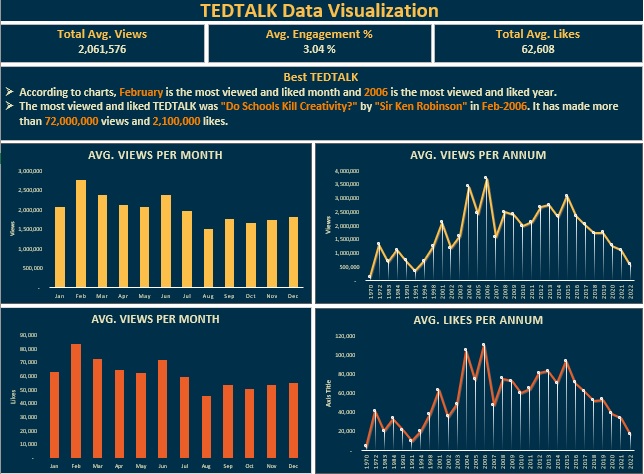 TEDTALK Data Visualization
Total Avg. Views
2,061,576
Avg. Engagement %
3.04 %
Total Avg. Likes
62,608
Best TEDTALK
➢ According to charts, February is the most viewed and liked month and 2006 is the most viewed and liked year.
➢ The most viewed and liked TEDTALK was "Do Schools Kill Creativity?" by "Sir Ken Robinson" in Feb-2006. It has made more
than 72,000,000 views and 2,100,000 likes.
AVG. VIEWS PER MONTH
Views
3,000,000
2,500,000
2,000,000
1,500,000
1,000,000
500,000
-
Jan Feb Mar Apr May Jun Jul Aug Sep Oct Nov Dec
AVG. VIEWS PER ANNUM
Views
4,000,000
3,500,000
3,000,000
2,500,000
2,000,000
1,500,000
1,000,000
500,000
-
1970 1972 1983 1984 1990 1991 1994 1998 2001 2002 2003 2004 2005 2006 2007 2008 2009 2010 2011 2012 2013 2014 2015 2016 2017 2018 2019 2020 2021 2022
AVG. VIEWS PER MONTH
Likes
90,000
80,000
70,000
60,000
50,000
40,000
30,000
20,000
10,000
-
Jan Feb Mar Apr May Jun Jul Aug Sep Oct Nov Dec
AVG. LIKES PER ANNUM
Axis Title
120,000
100,000
80,000
60,000
40,000
20,000
-
1970 1972 1983 1984 1990 1991 1994 1998 2001 2002 2003 2004 2005 2006 2007 2008 2009 2010 2011 2012 2013 2014 2015 2016 2017 2018 2019 2020 2021 2022